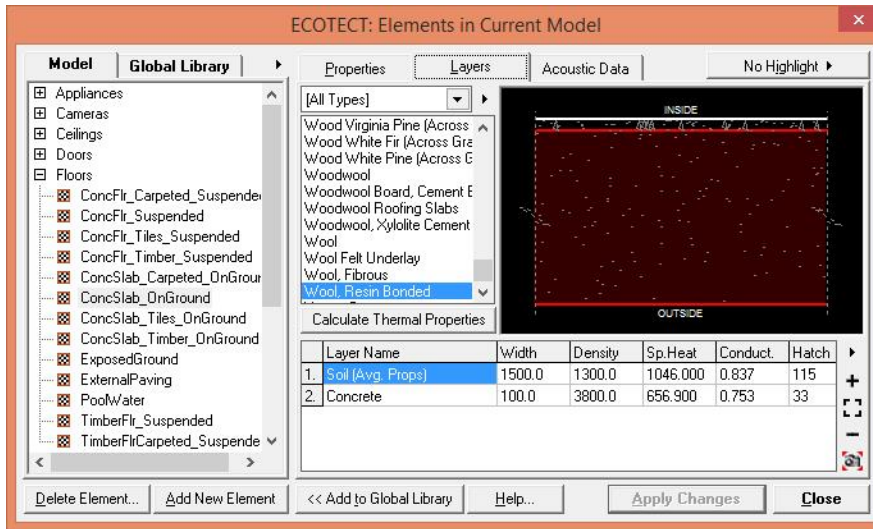 ECOTECT: Elements in Current Model
Model
Global Library
Properties
Layers
Acoustic Data
No Highlight
Appliances
Cameras
Ceilings
Doors
Floors
ConcFlr_Carpeted_Suspende
ConcFlr_Suspended
ConcFlr_Tiles_Suspended
ConcFlr_Timber_Suspended
ConcSlab_Carpeted_OnGroun
ConcSlab_OnGround
ConcSlab_Tiles_OnGround
ConcSlab_Timber_OnGround
ExposedGround
ExternalPaving
PoolWater
TimberFlr_Suspended
TimberFlrCarpeted_Suspende
[All Types]
Wood Virginia Pine (Across
Wood White Fir (Across Gra
Wood White Pine (Across G
Woodwool
Woodwool Board, Cement B
Woodwool Roofing Slabs
Woodwool, Xylolite Cement
Wool
Wool Felt Underlay
Wool, Fibrous
Wool, Resin Bonded
Calculate Thermal Properties
INSIDE
OUTSIDE
Layer Name Width Density Sp.Heat Conduct. Hatch
1. Soil (Avg. Props) 1500.0 1300.0 1046.000 0.837 115
2. Concrete 100.0 3800.0 656.900 0.753 33
Delete Element...
Add New Element
<< Add to Global Library
Help...
Apply Changes
Close